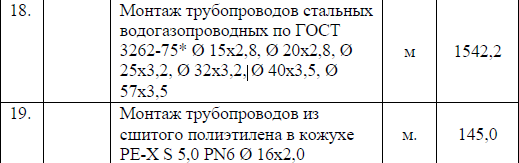 18. Монтаж трубопроводов стальных
водогазопроводных по ГОСТ
3262-75* Ø 15х2,8, Ø 20х2,8, Ø
25х3,2, Ø 32х3,2, Ø 40х3,5, Ø
57х3,5
м 1542,2
19. Монтаж трубопроводов из
сшитого полиэтилена в кожухе
PE-X S 5,0 PN6 Ø 16х2,0
м. 145,0